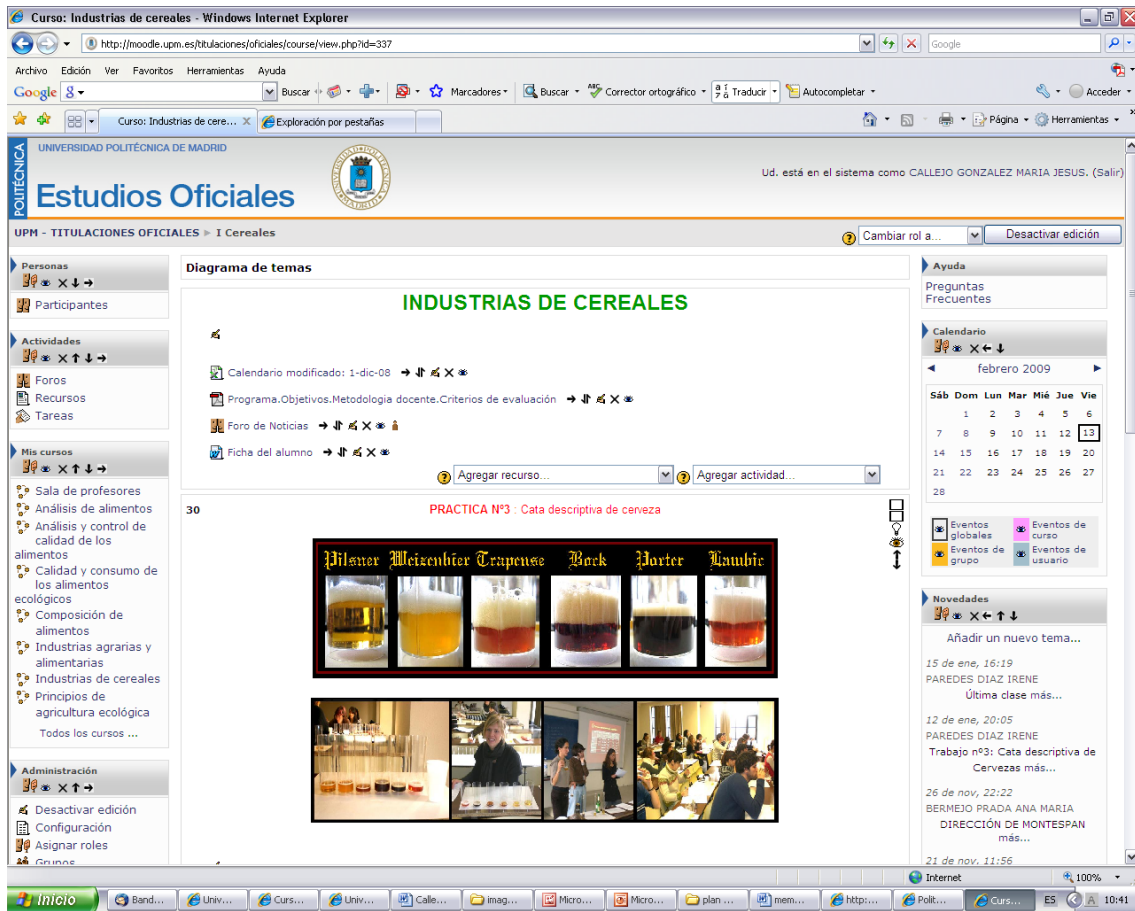 Curso: Industrias de cereales - Windows Internet Explorer
http://moodle.upm.es/titulaciones/oficiales/course/view.php?id=337
Google
Archivo Edición Ver Favoritos Herramientas Ayuda
Google Buscar Marcadores Buscar Corrector ortográfico Traducir Autocompletar Acceder
Curso: Industrias de cere... Exploración por pestañas Página Herramientas
POLITÉCNICA
UNIVERSIDAD POLITÉCNICA DE MADRID
Estudios Oficiales
Ud. está en el sistema como CALLEJO GONZALEZ MARIA JESUS. (Salir)
UPM - TITULACIONES OFICIALES ► I Cereales
Cambiar rol a...
Desactivar edición
Personas
Participantes
Actividades
Foros
Recursos
Tareas
Mis cursos
Sala de profesores
Análisis de alimentos
Análisis y control de
calidad de los
alimentos
Calidad y consumo de
los alimentos
ecológicos
Composición de
alimentos
Industrias agrarias y
alimentarias
Industrias de cereales
Principios de
agricultura ecológica
Todos los cursos ...
Administración
Desactivar edición
Configuración
Asignar roles
Grupos
Diagrama de temas
INDUSTRIAS DE CEREALES
Calendario modificado: 1-dic-08
Programa.Objetivos.Metodologia docente.Criterios de evaluación
Foro de Noticias
Ficha del alumno
Agregar recurso...
Agregar actividad...
30
PRACTICA Nº3 : Cata descriptiva de cerveza
Pilsner Weizenbier Trapense Bock Porter Lambic
Ayuda
Preguntas
Frecuentes
Calendario
febrero 2009
Sáb Dom Lun Mar Mié Jue Vie
1 2 3 4 5 6
7 8 9 10 11 12 13
14 15 16 17 18 19 20
21 22 23 24 25 26 27
28
Eventos globales
Eventos de curso
Eventos de grupo
Eventos de usuario
Novedades
Añadir un nuevo tema...
15 de ene, 16:19
PAREDES DIAZ IRENE
Última clase más...
12 de ene, 20:05
PAREDES DIAZ IRENE
Trabajo nº3: Cata descriptiva de
Cervezas más...
26 de nov, 22:22
BERMEJO PRADA ANA MARIA
DIRECCIÓN DE MONTESPAN
más...
21 de nov, 11:56
Internet
100%
Inicio Band... Univ... Curs... Univ... Calle... imag... Micro... Micro... plan ... mem... http:... Polit... Curs... ES A 10:41